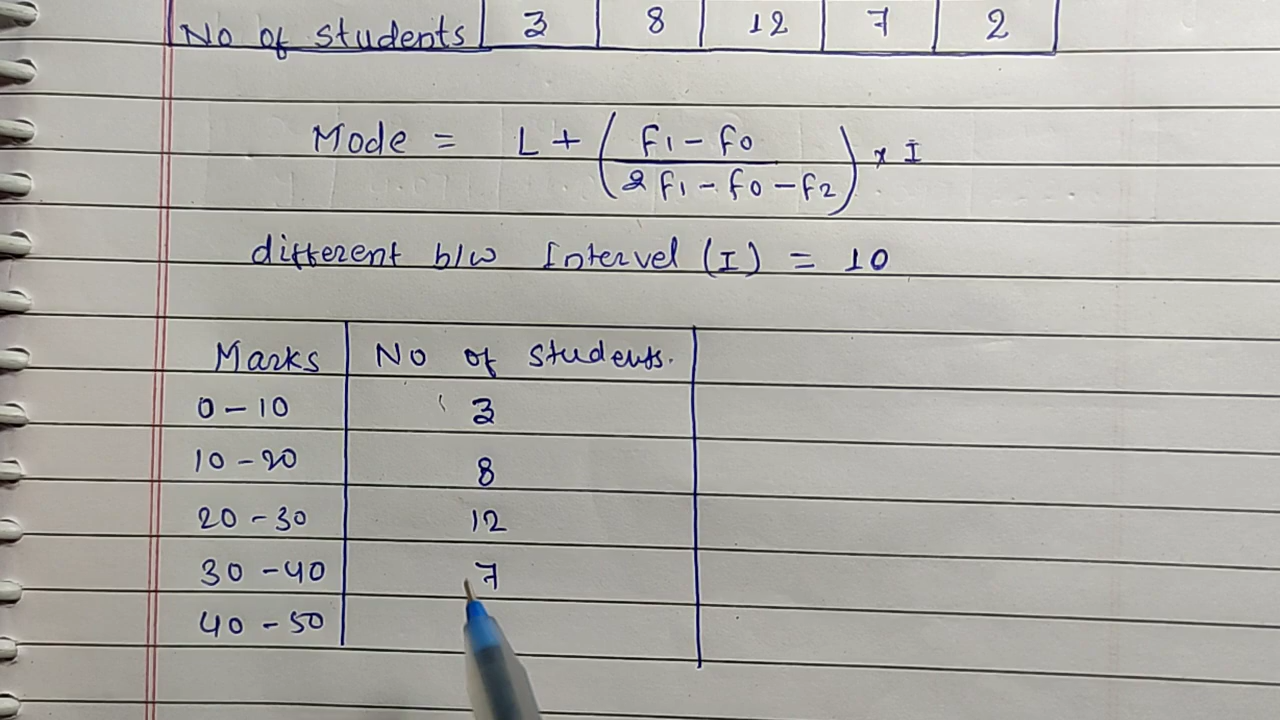 No of students 3 8 12 7 2
Mode = L + (f1 - f0 / 2f1 - f0 - f2) × I
different b/w Intervel (I) = 10
Marks No of students.
0 - 10 3
10 - 20 8
20 - 30 12
30 - 40 7
40 - 50